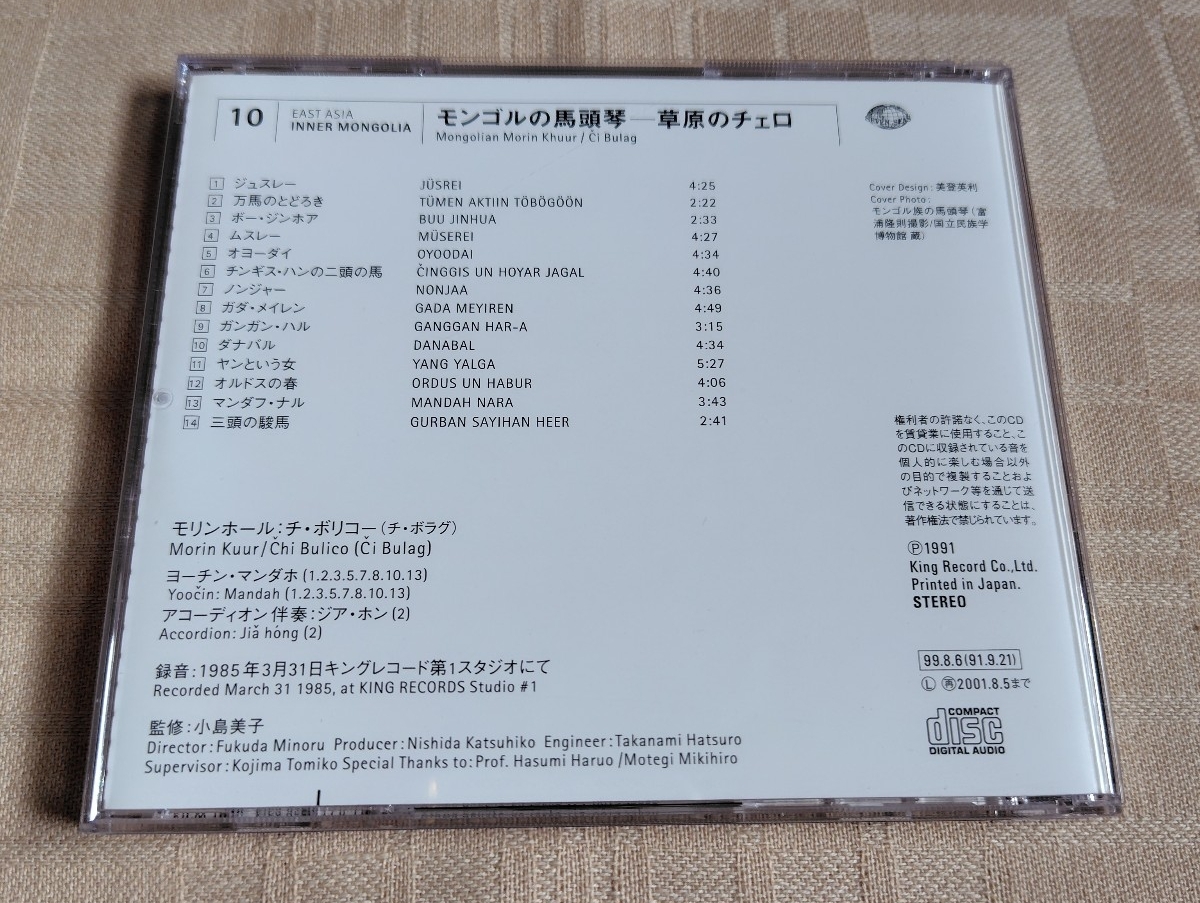 10 EAST ASIA
INNER MONGOLIA
モンゴルの馬頭琴—草原のチェロ
Mongolian Morin Khuur / Či Bulag
1 ジュスレー JÜSREI 4:25
2 万馬のとどろき TÜMEN AKTIIN TÖBÖGÖÖN 2:22
3 ボー・ジンホア BUU JINHUA 2:33
4 ムスレー MÜSEREI 4:27
5 オヨーダイ OYOODAI 4:34
6 チンギス・ハンの二頭の馬 ČINGGIS UN HOYAR JAGAL 4:40
7 ノンジャー NONJAA 4:36
8 ガダ・メイレン GADA MEYIREN 4:49
9 ガンガン・ハル GANGGAN HAR-A 3:15
10 ダナバル DANABAL 4:34
11 ヤンという女 YANG YALGA 5:27
12 オルドスの春 ORDUS UN HABUR 4:06
13 マンダフ・ナル MANDAH NARA 3:43
14 三頭の駿馬 GURBAN SAYIHAN HEER 2:41
モリンホール:チ・ボリコー(チ・ボラグ)
Morin Kuur/Čhi Bulico (Či Bulag)
ヨーチン・マンダホ (1.2.3.5.7.8.10.13)
Yoočin: Mandah (1.2.3.5.7.8.10.13)
アコーディオン伴奏:ジア・ホン (2)
Accordion: Jiǎ hóng (2)
録音:1985年3月31日キングレコード第1スタジオにて
Recorded March 31 1985, at KING RECORDS Studio #1
監修:小島美子
Director: Fukuda Minoru Producer: Nishida Katsuhiko Engineer: Takanami Hatsuro
Supervisor: Kojima Tomiko Special Thanks to: Prof. Hasumi Haruo /Motegi Mikihiro
Cover Design: 美登英利
Cover Photo:
モンゴル族の馬頭琴(富
浦隆則撮影/国立民族学
博物館 蔵)
権利者の許諾なく、このCD
を賃貸業に使用すること、こ
のCDに収録されている音を
個人的に楽しむ場合以外
の目的で複製することおよ
びネットワーク等を通じて送
信できる状態にすることは、
著作権法で禁じられています。
Ⓟ1991
King Record Co.,Ltd.
Printed in Japan.
STEREO
99.8.6(91.9.21)
Ⓛ ㊢2001.8.5まで
COMPACT
disc
DIGITAL AUDIO